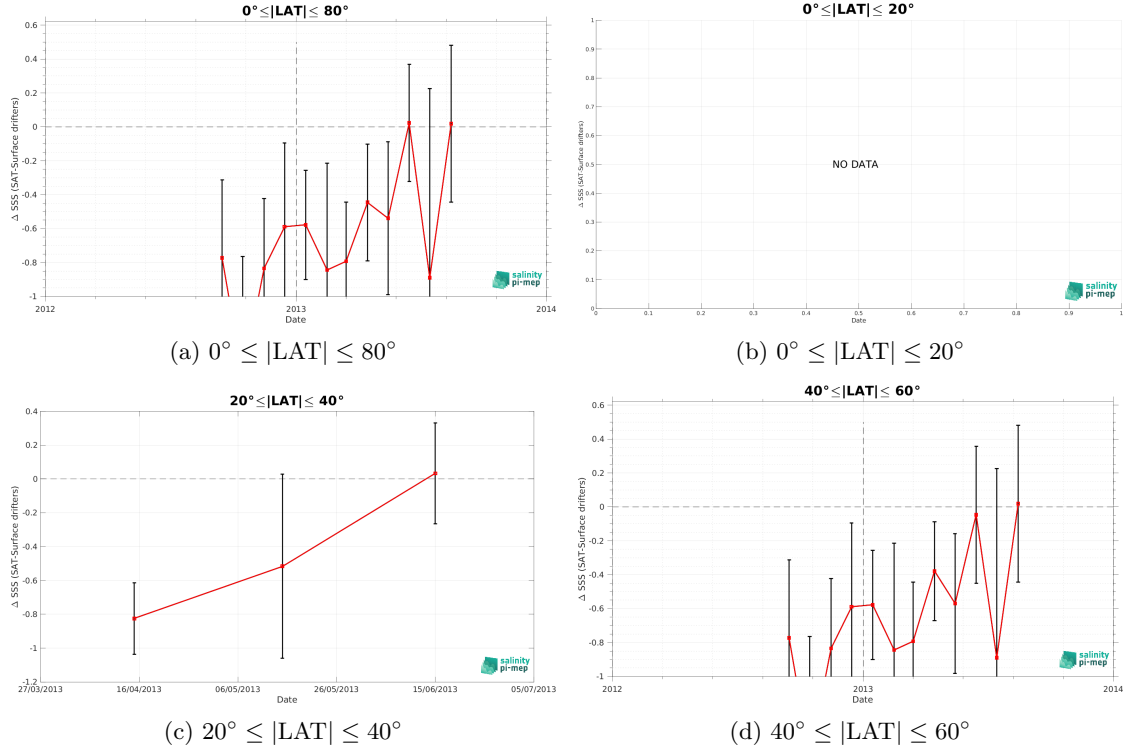 0°≤|LAT|≤ 80°
Δ SSS (SAT-Surface drifters)
0.6
0.4
0.2
0
-0.2
-0.4
-0.6
-0.8
-1
2012
2013
2014
Date
salinity
pi-mep
(a) 0° ≤ |LAT| ≤ 80°
0°≤|LAT|≤ 20°
Δ SSS (SAT-Surface drifters)
1
0.9
0.8
0.7
0.6
0.5
0.4
0.3
0.2
0.1
0
NO DATA
0
0.1
0.2
0.3
0.4
0.5
0.6
0.7
0.8
0.9
1
Date
salinity
pi-mep
(b) 0° ≤ |LAT| ≤ 20°
20°≤|LAT|≤ 40°
Δ SSS (SAT-Surface drifters)
0.4
0.2
0
-0.2
-0.4
-0.6
-0.8
-1
-1.2
27/03/2013
16/04/2013
06/05/2013
26/05/2013
15/06/2013
05/07/2013
Date
salinity
pi-mep
(c) 20° ≤ |LAT| ≤ 40°
40°≤|LAT|≤ 60°
Δ SSS (SAT-Surface drifters)
0.6
0.4
0.2
0
-0.2
-0.4
-0.6
-0.8
-1
2012
2013
2014
Date
salinity
pi-mep
(d) 40° ≤ |LAT| ≤ 60°